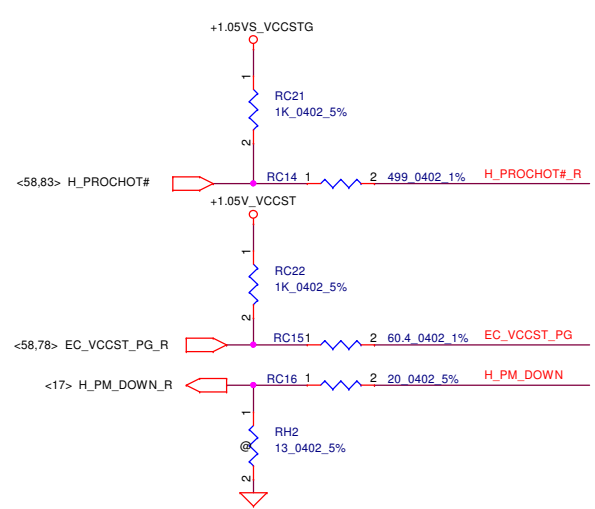 +1.05VS_VCCSTG
1
RC21
1K_0402_5%
2
<58,83> H_PROCHOT# RC14 1 2 499_0402_1% H_PROCHOT#_R
+1.05V_VCCST
1
RC22
1K_0402_5%
2
<58,78> EC_VCCST_PG_R RC151 2 60.4_0402_1% EC_VCCST_PG
<17> H_PM_DOWN_R RC16 1 2 20_0402_5% H_PM_DOWN
1
RH2
@ 13_0402_5%
2